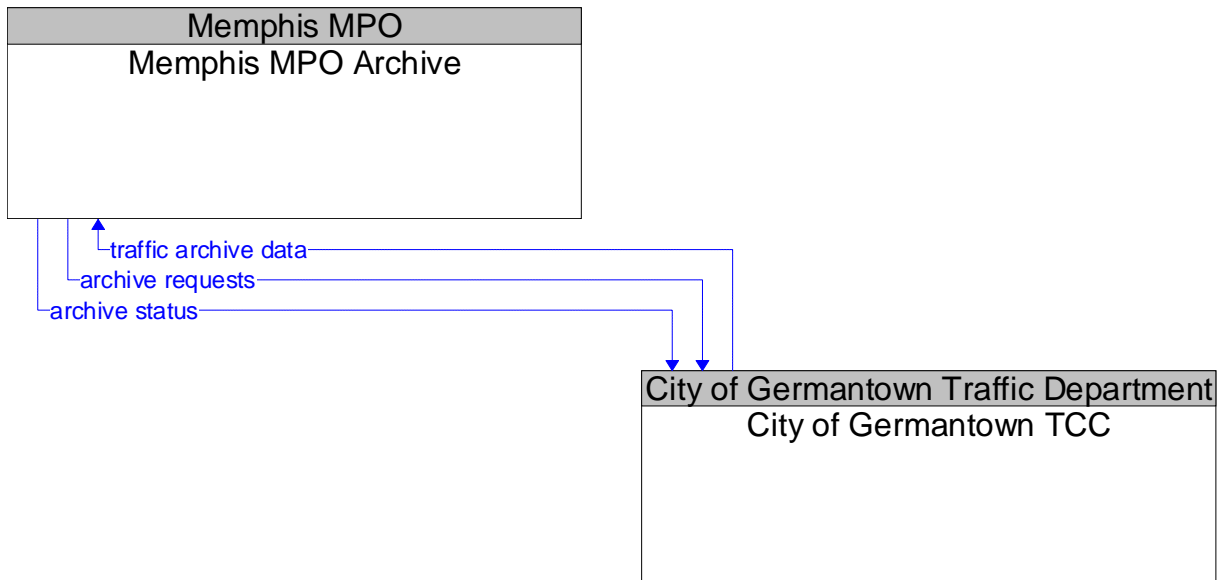 Memphis MPO
Memphis MPO Archive
traffic archive data
archive requests
archive status
City of Germantown Traffic Department
City of Germantown TCC